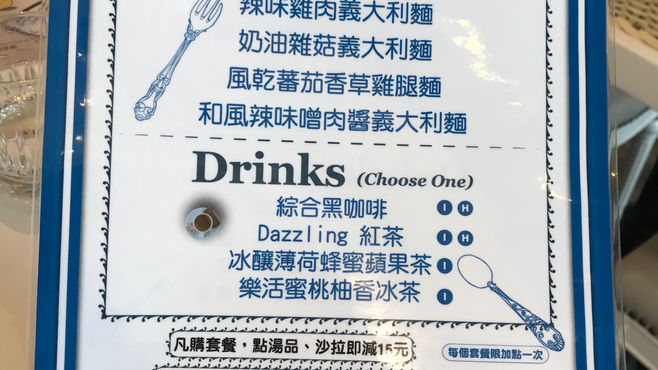 辣味雞肉義大利麵
奶油雜菇義大利麵
風乾蕃茄香草雞腿麵
和風辣味噌肉醬義大利麵
Drinks (Choose One)
綜合黑咖啡 I H
Dazzling 紅茶 I H
冰釀薄荷蜂蜜蘋果茶 I
樂活蜜桃柚香冰茶 I
凡購套餐，點湯品、沙拉即減15元
每個套餐限加點一次